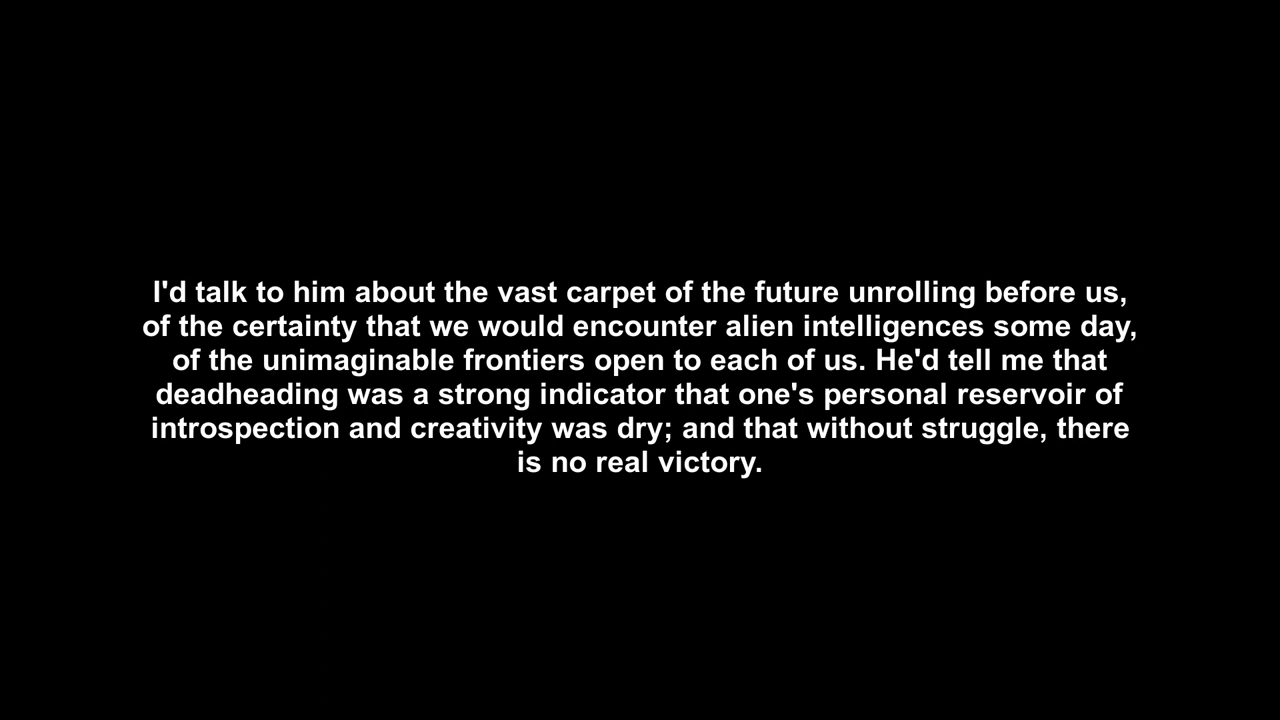 I'd talk to him about the vast carpet of the future unrolling before us,
of the certainty that we would encounter alien intelligences some day,
of the unimaginable frontiers open to each of us. He'd tell me that
deadheading was a strong indicator that one's personal reservoir of
introspection and creativity was dry; and that without struggle, there
is no real victory.